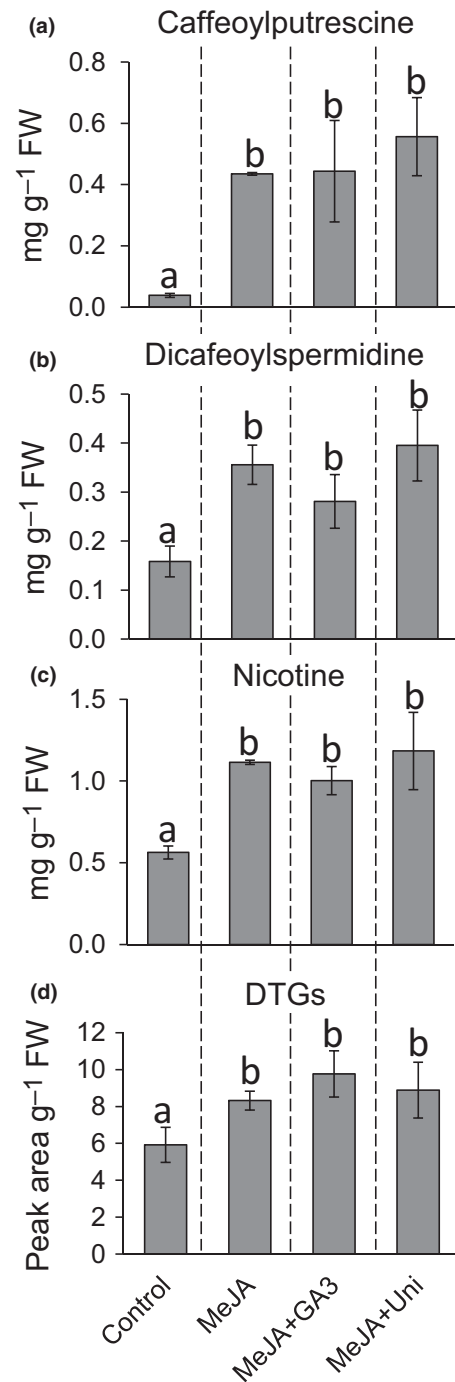 (a) Caffeoylputrescine
0.8
0.6
0.4
0.2
0.0
mg g⁻¹ FW
a
b
b
b
(b) Dicafeoylspermidine
0.5
0.4
0.3
0.2
0.1
0.0
mg g⁻¹ FW
a
b
b
b
(c) Nicotine
1.5
1.0
0.5
0.0
mg g⁻¹ FW
a
b
b
b
(d) DTGs
12
10
8
6
4
2
0
Peak area g⁻¹ FW
a
b
b
b
Control
MeJA
MeJA+GA3
MeJA+Uni